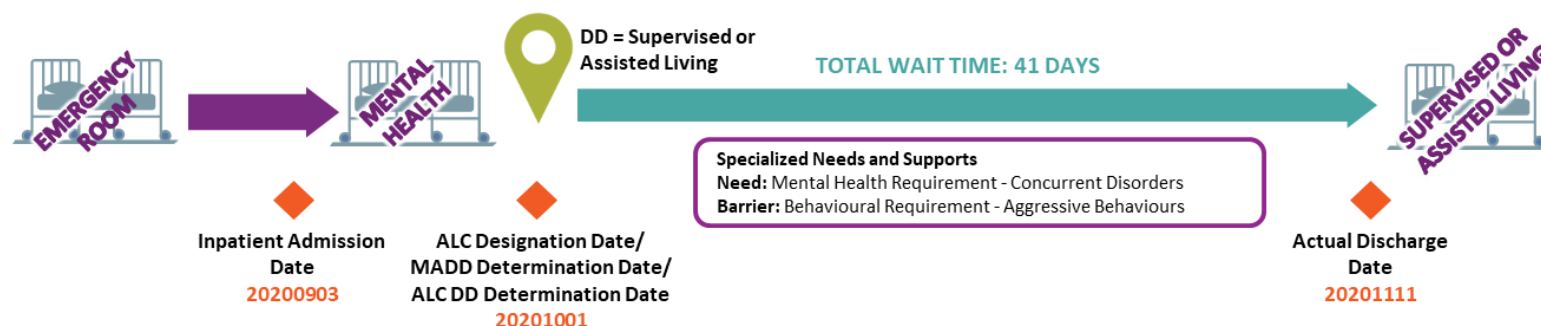 EMERGENCY
ROOM
MENTAL
HEALTH
DD = Supervised or
Assisted Living
TOTAL WAIT TIME: 41 DAYS
SUPERVISED OR
ASSISTED LIVING
Specialized Needs and Supports
Need: Mental Health Requirement - Concurrent Disorders
Barrier: Behavioural Requirement - Aggressive Behaviours
Inpatient Admission
Date
20200903
ALC Designation Date/
MADD Determination Date/
ALC DD Determination Date
20201001
Actual Discharge
Date
20201111